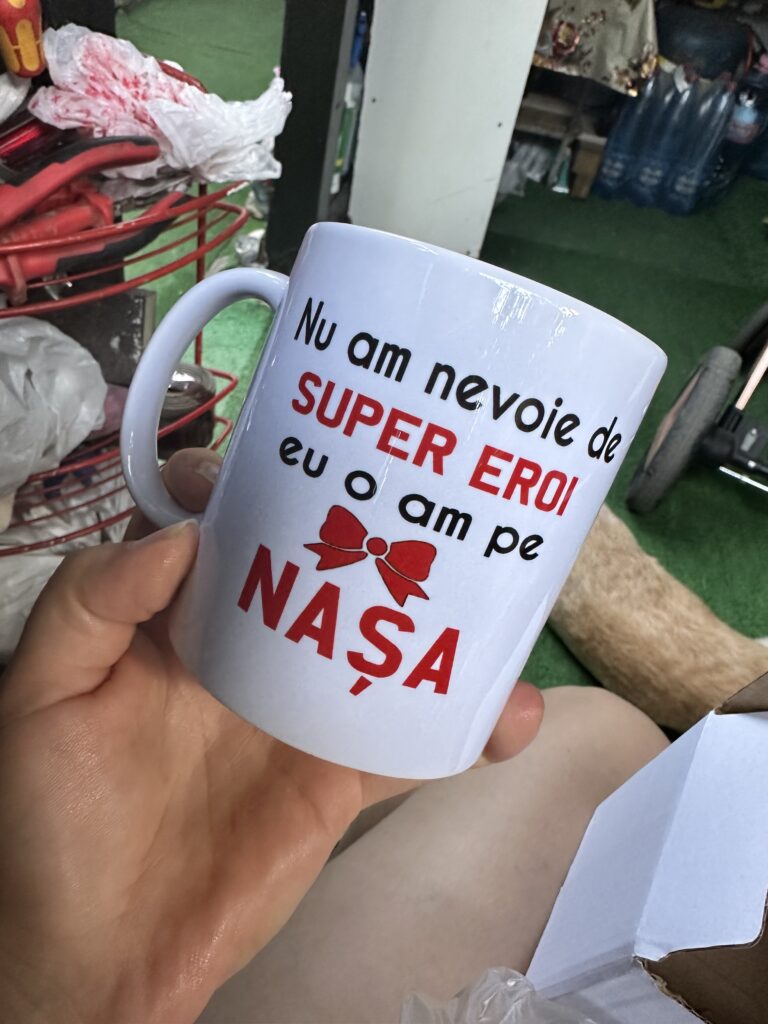 Nu am nevoie de
SUPER EROI
eu o am pe
NAȘA